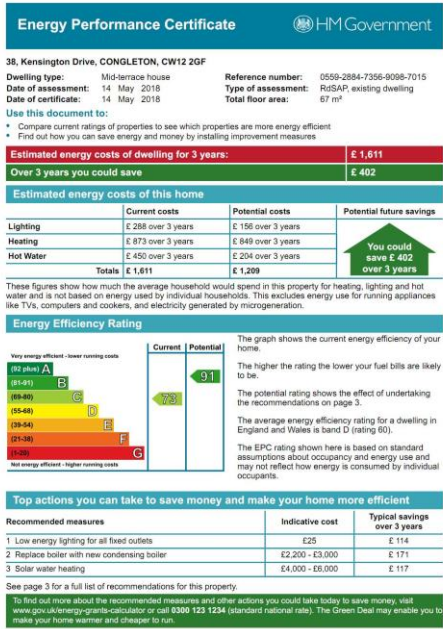 Energy Performance Certificate
HM Government
38, Kensington Drive, CONGLETON, CW12 2GF
Dwelling type: Mid-terrace house
Date of assessment: 14 May 2018
Date of certificate: 14 May 2018
Reference number: 0559-2884-7356-9098-7015
Type of assessment: RdSAP, existing dwelling
Total floor area: 67 m²
Use this document to:
• Compare current ratings of properties to see which properties are more energy efficient
• Find out how you can save energy and money by installing improvement measures
Estimated energy costs of dwelling for 3 years: £ 1,611
Over 3 years you could save £ 402
Estimated energy costs of this home
Current costs Potential costs Potential future savings
Lighting £ 288 over 3 years £ 156 over 3 years
Heating £ 873 over 3 years £ 849 over 3 years
Hot Water £ 450 over 3 years £ 204 over 3 years
Totals £ 1,611 £ 1,209
You could
save £ 402
over 3 years
These figures show how much the average household would spend in this property for heating, lighting and hot
water and is not based on energy used by individual households. This excludes energy use for running appliances
like TVs, computers and cookers, and electricity generated by microgeneration.
Energy Efficiency Rating
Current Potential
Very energy efficient - lower running costs
(92 plus) A
(81-91) B
(69-80) C
(55-68) D
(39-54) E
(21-38) F
(1-20) G
Not energy efficient - higher running costs
73
91
The graph shows the current energy efficiency of your
home.
The higher the rating the lower your fuel bills are likely
to be.
The potential rating shows the effect of undertaking
the recommendations on page 3.
The average energy efficiency rating for a dwelling in
England and Wales is band D (rating 60).
The EPC rating shown here is based on standard
assumptions about occupancy and energy use and
may not reflect how energy is consumed by individual
occupants.
Top actions you can take to save money and make your home more efficient
Recommended measures Indicative cost Typical savings
over 3 years
1 Low energy lighting for all fixed outlets £25 £ 114
2 Replace boiler with new condensing boiler £2,200 - £3,000 £ 171
3 Solar water heating £4,000 - £6,000 £ 117
See page 3 for a full list of recommendations for this property.
To find out more about the recommended measures and other actions you could take today to save money, visit
www.gov.uk/energy-grants-calculator or call 0300 123 1234 (standard national rate). The Green Deal may enable you to
make your home warmer and cheaper to run.